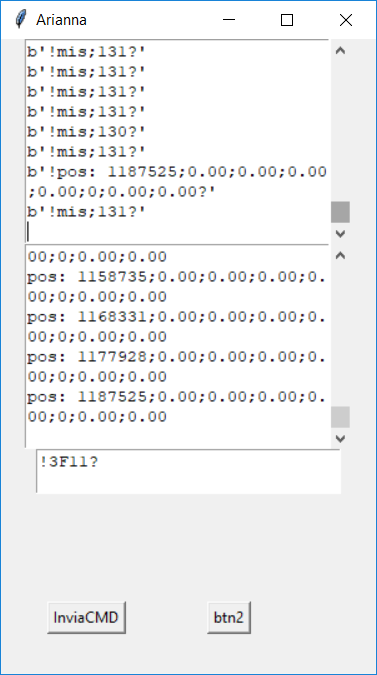 Arianna
b'!mis;131?'
b'!mis;131?'
b'!mis;131?'
b'!mis;131?'
b'!mis;130?'
b'!mis;131?'
b'!pos: 1187525;0.00;0.00;0.00
;0.00;0;0.00;0.00?'
b'!mis;131?'
00;0;0.00;0.00
pos: 1158735;0.00;0.00;0.00;0.
00;0;0.00;0.00
pos: 1168331;0.00;0.00;0.00;0.
00;0;0.00;0.00
pos: 1177928;0.00;0.00;0.00;0.
00;0;0.00;0.00
pos: 1187525;0.00;0.00;0.00;0.
00;0;0.00;0.00
!3F11?
InviaCMD
btn2